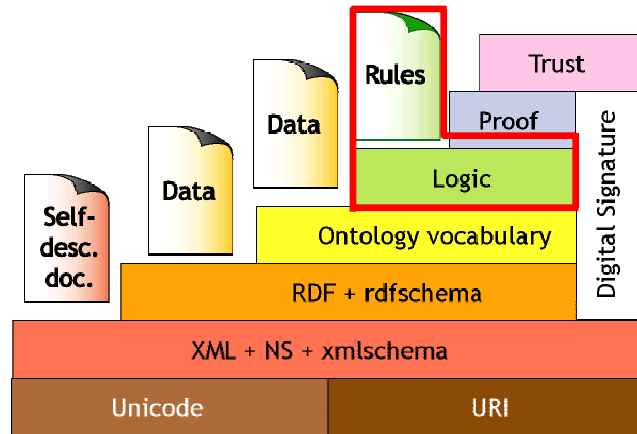 Rules
Trust
Data
Proof
Data
Logic
Self-
desc.
doc.
Ontology vocabulary
Digital Signature
RDF + rdfschema
XML + NS + xmlschema
Unicode
URI